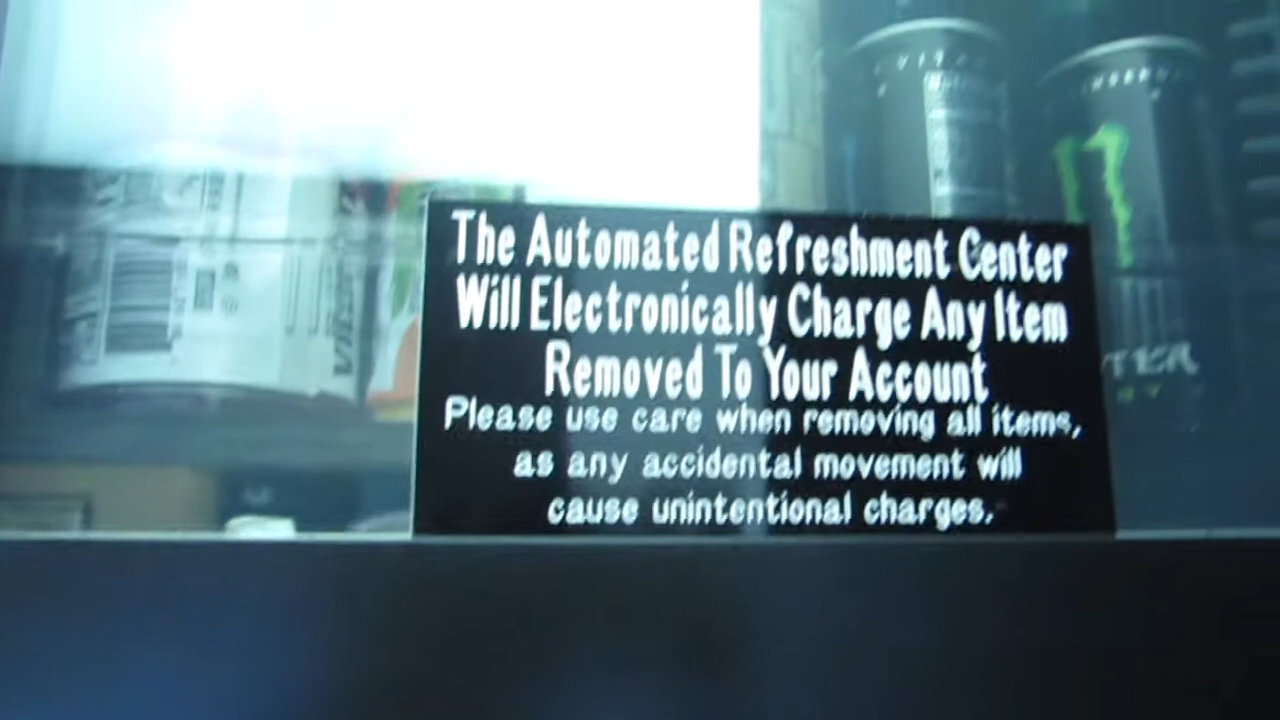 The Automated Refreshment Center
Will Electronically Charge Any Item
Removed To Your Account
Please use care when removing all items,
as any accidental movement will
cause unintentional charges.